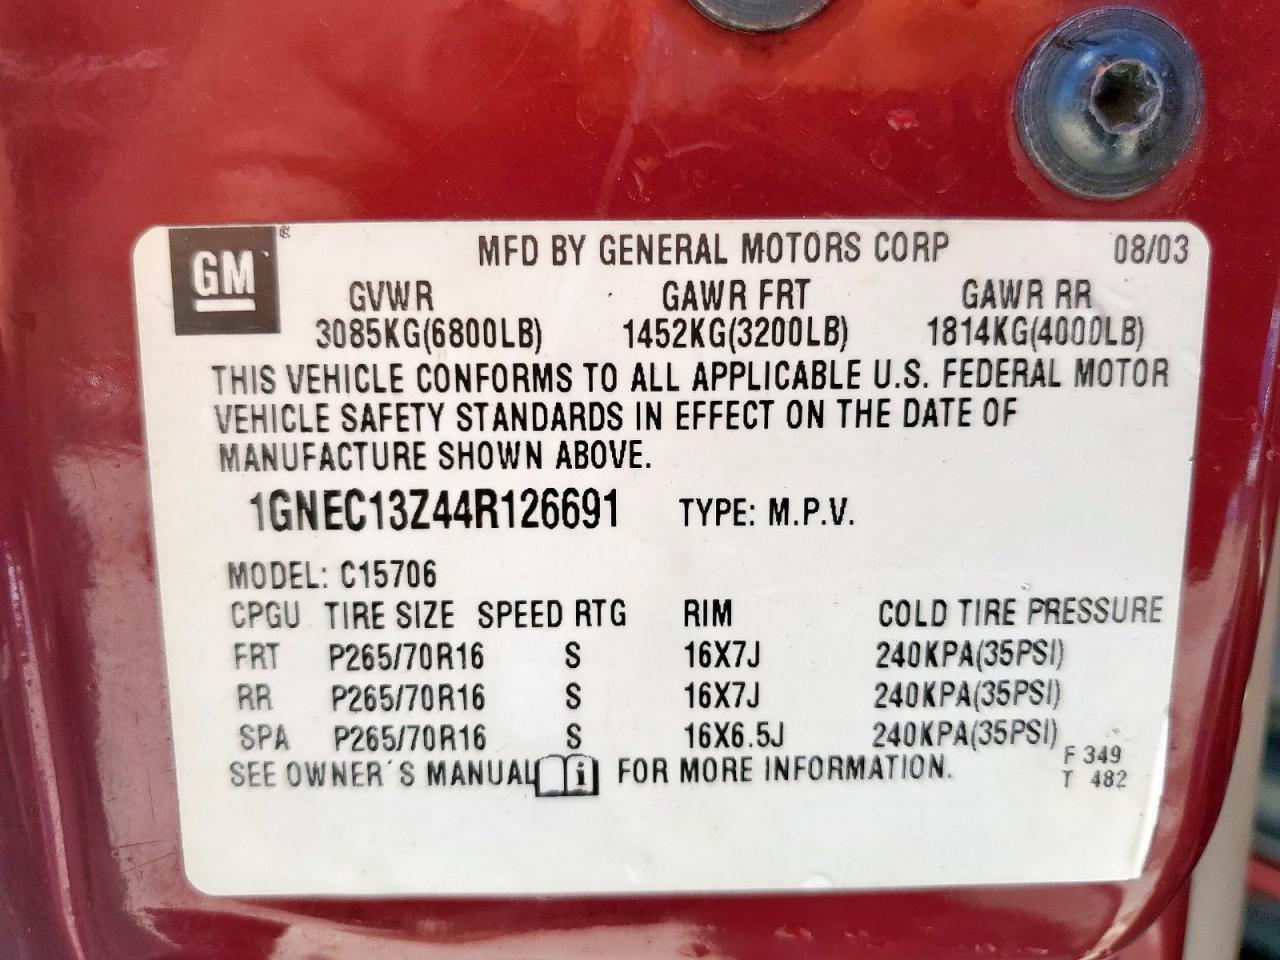 GM®
MFD BY GENERAL MOTORS CORP 08/03
GVWR GAWR FRT GAWR RR
3085KG(6800LB) 1452KG(3200LB) 1814KG(4000LB)
THIS VEHICLE CONFORMS TO ALL APPLICABLE U.S. FEDERAL MOTOR
VEHICLE SAFETY STANDARDS IN EFFECT ON THE DATE OF
MANUFACTURE SHOWN ABOVE.
1GNEC13Z44R126691 TYPE: M.P.V.
MODEL: C15706
CPGU TIRE SIZE SPEED RTG RIM COLD TIRE PRESSURE
FRT P265/70R16 S 16X7J 240KPA(35PSI)
RR P265/70R16 S 16X7J 240KPA(35PSI)
SPA P265/70R16 S 16X6.5J 240KPA(35PSI)
SEE OWNER´S MANUAL i FOR MORE INFORMATION.
F 349
T 482